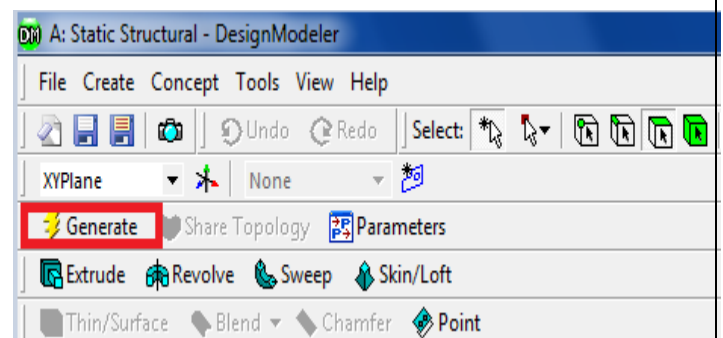 DM A: Static Structural - DesignModeler
File Create Concept Tools View Help
Undo Redo Select:
XYPlane None
Generate Share Topology Parameters
Extrude Revolve Sweep Skin/Loft
Thin/Surface Blend Chamfer Point